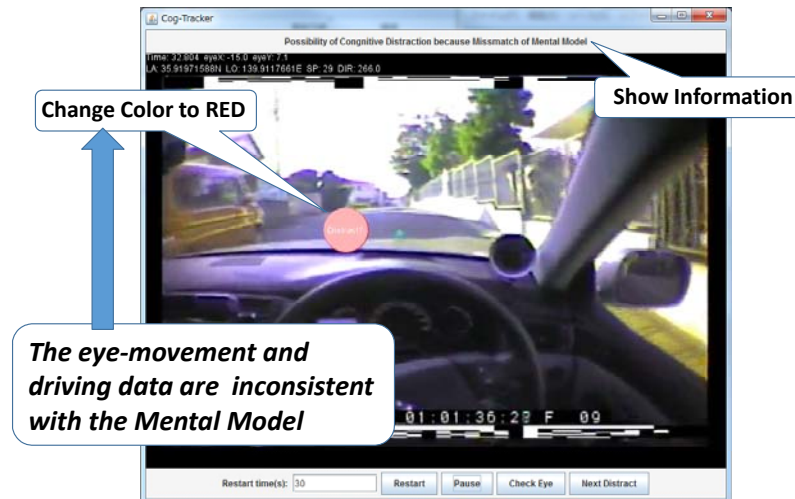 Cog-Tracker
Possibility of Congnitive Distraction because Missmatch of Mental Model
Time: 32.804 eyeX: -15.0 eyeY: 7.1
LA: 35.91971588N LO: 139.9117661E SP: 29 DIR: 266.0
Show Information
Change Color to RED
The eye-movement and
driving data are inconsistent
with the Mental Model
01:01:36:28 F 09
Restart time(s): 30 Restart Pause Check Eye Next Distract